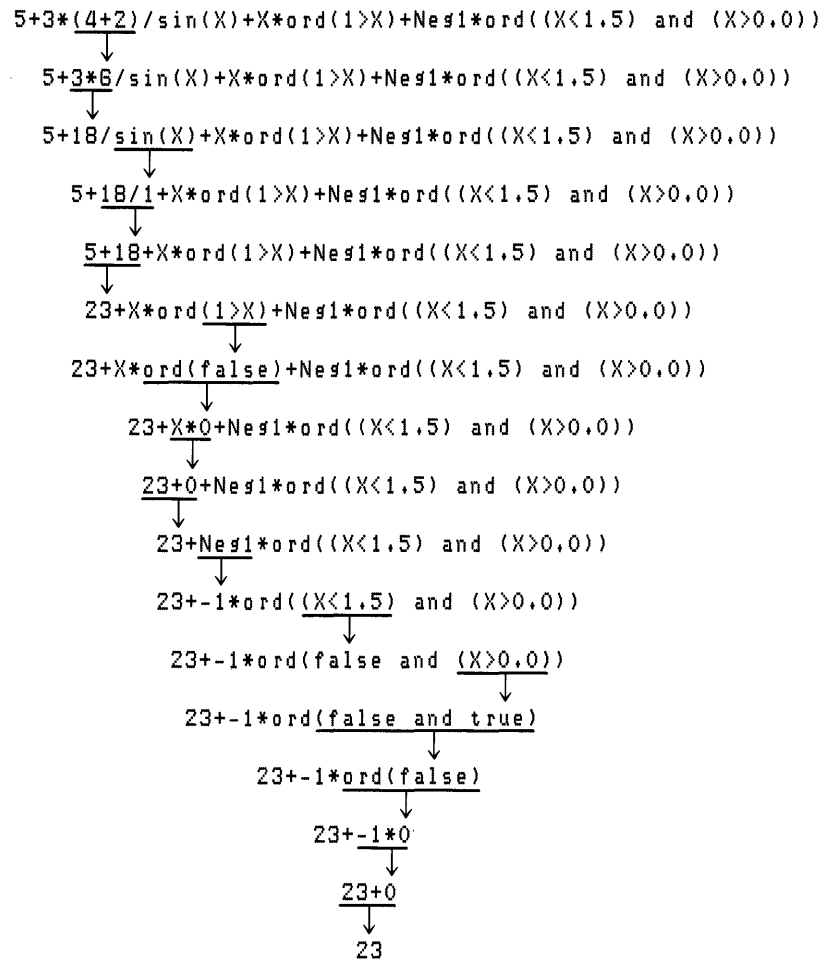 5+3*(4+2)/sin(X)+X*ord(1>X)+Neg1*ord((X<1.5) and (X>0.0))
5+3*6/sin(X)+X*ord(1>X)+Neg1*ord((X<1.5) and (X>0.0))
5+18/sin(X)+X*ord(1>X)+Neg1*ord((X<1.5) and (X>0.0))
5+18/1+X*ord(1>X)+Neg1*ord((X<1.5) and (X>0.0))
5+18+X*ord(1>X)+Neg1*ord((X<1.5) and (X>0.0))
23+X*ord(1>X)+Neg1*ord((X<1.5) and (X>0.0))
23+X*ord(false)+Neg1*ord((X<1.5) and (X>0.0))
23+X*0+Neg1*ord((X<1.5) and (X>0.0))
23+0+Neg1*ord((X<1.5) and (X>0.0))
23+Neg1*ord((X<1.5) and (X>0.0))
23+-1*ord((X<1.5) and (X>0.0))
23+-1*ord(false and (X>0.0))
23+-1*ord(false and true)
23+-1*ord(false)
23+-1*0
23+0
23